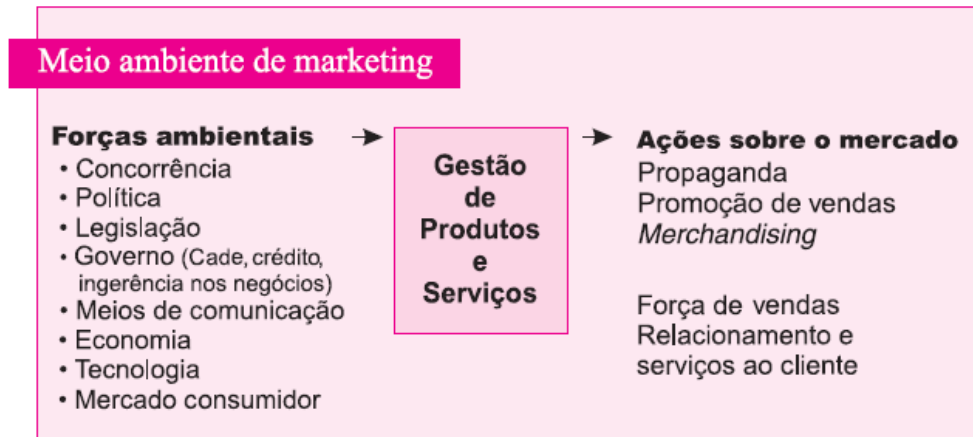 Meio ambiente de marketing
Forças ambientais
• Concorrência
• Política
• Legislação
• Governo (Cade, crédito,
ingerência nos negócios)
• Meios de comunicação
• Economia
• Tecnologia
• Mercado consumidor
Gestão
de
Produtos
e
Serviços
Ações sobre o mercado
Propaganda
Promoção de vendas
Merchandising
Força de vendas
Relacionamento e
serviços ao cliente